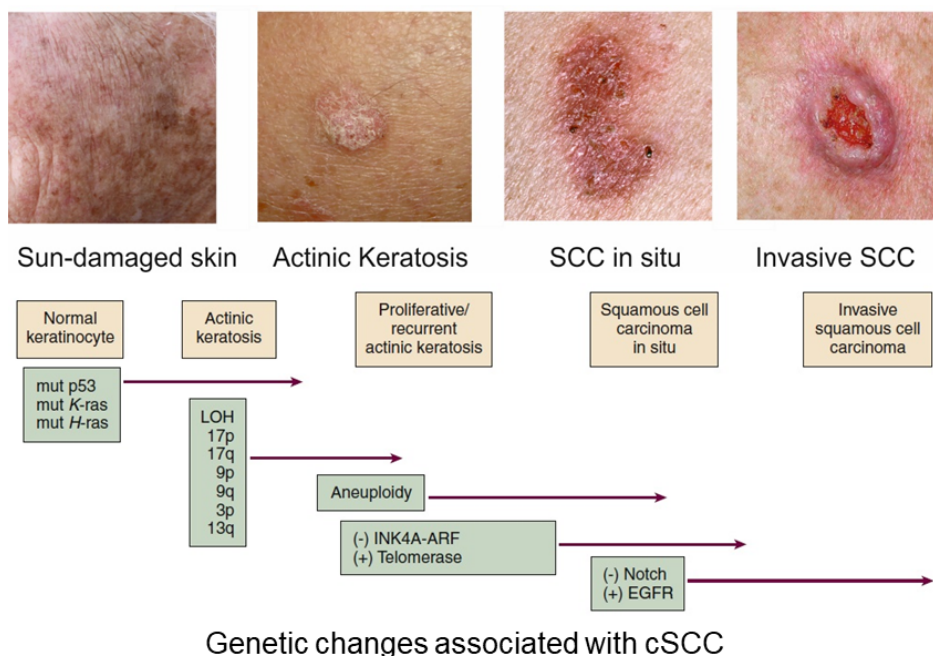 Sun-damaged skin
Actinic Keratosis
SCC in situ
Invasive SCC
Normal
keratinocyte
Actinic
keratosis
Proliferative/
recurrent
actinic keratosis
Squamous cell
carcinoma
in situ
Invasive
squamous cell
carcinoma
mut p53
mut K-ras
mut H-ras
LOH
17p
17q
9p
9q
3p
13q
Aneuploidy
(-) INK4A-ARF
(+) Telomerase
(-) Notch
(+) EGFR
Genetic changes associated with cSCC